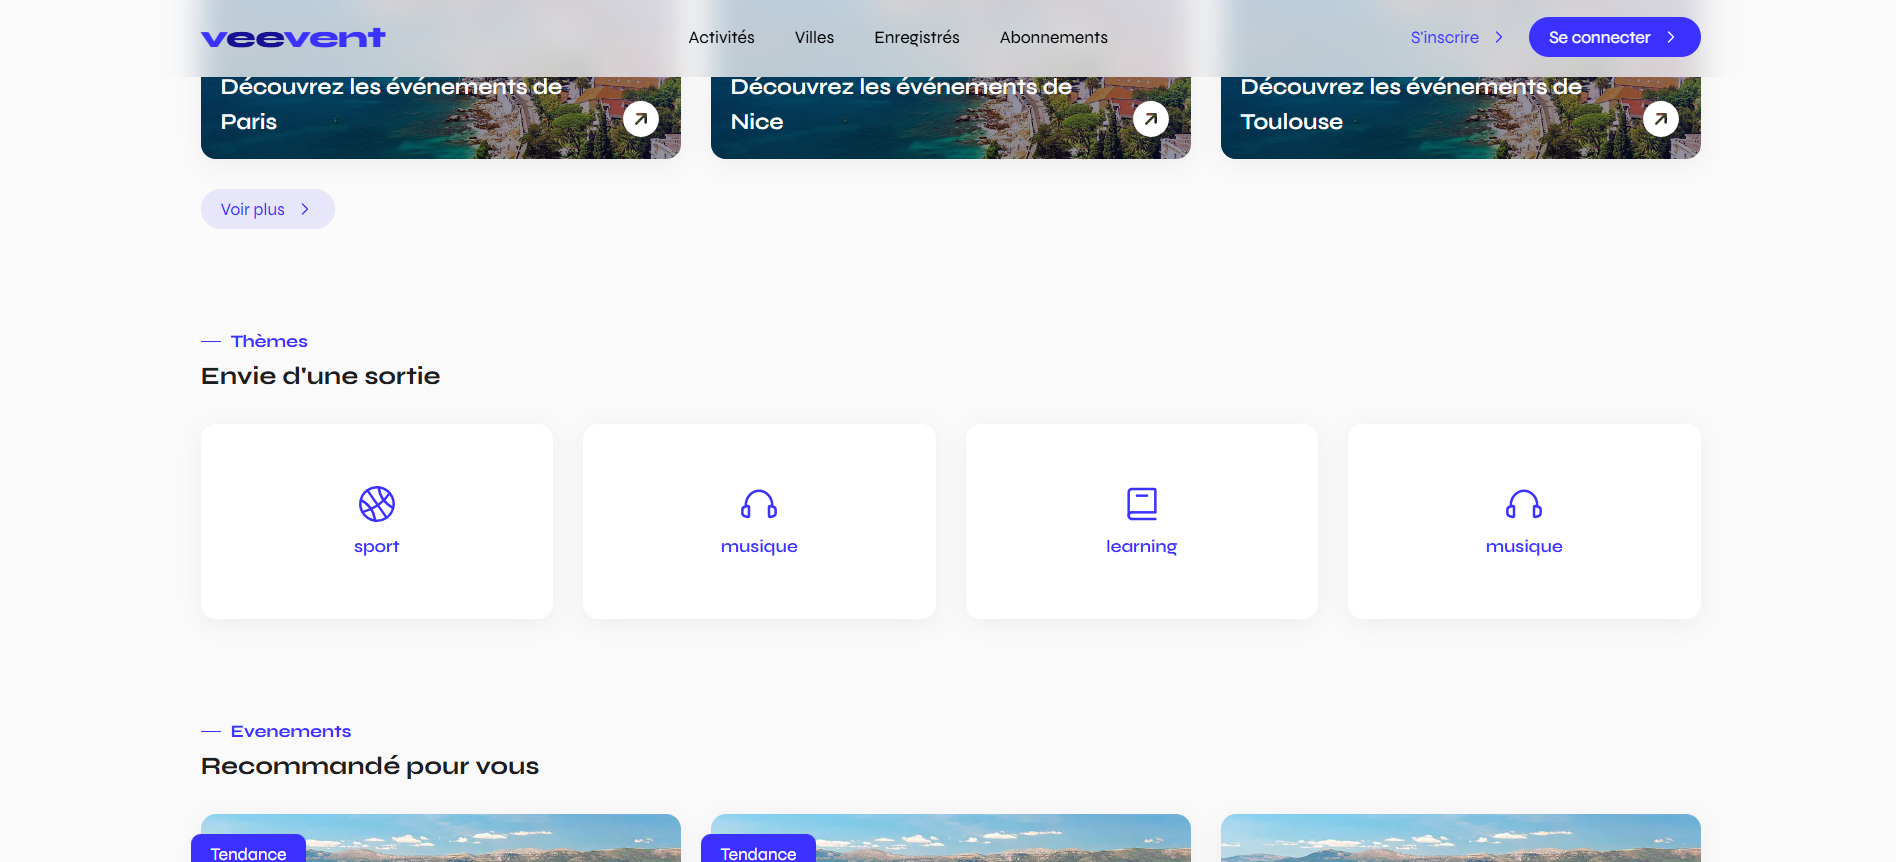 veevent
Activités
Villes
Enregistrés
Abonnements
S'inscrire
Se connecter
Découvrez les événements de
Paris
Découvrez les événements de
Nice
Découvrez les événements de
Toulouse
Voir plus
Thèmes
Envie d'une sortie
sport
musique
learning
musique
Evenements
Recommandé pour vous
Tendance
Tendance